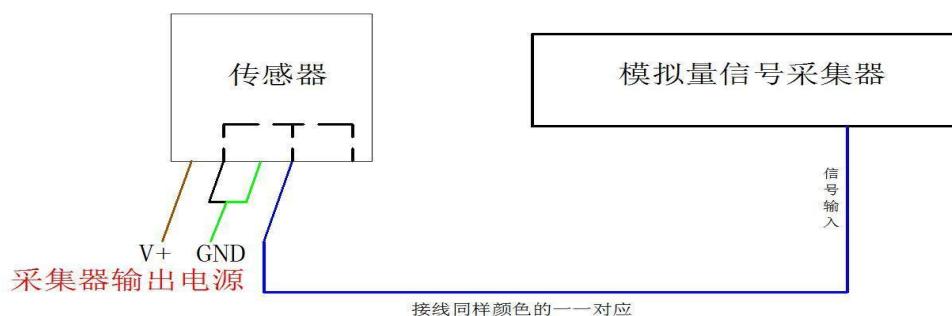 传感器
模拟量信号采集器
信号输入
V+ GND
采集器输出电源
接线同样颜色的一一对应